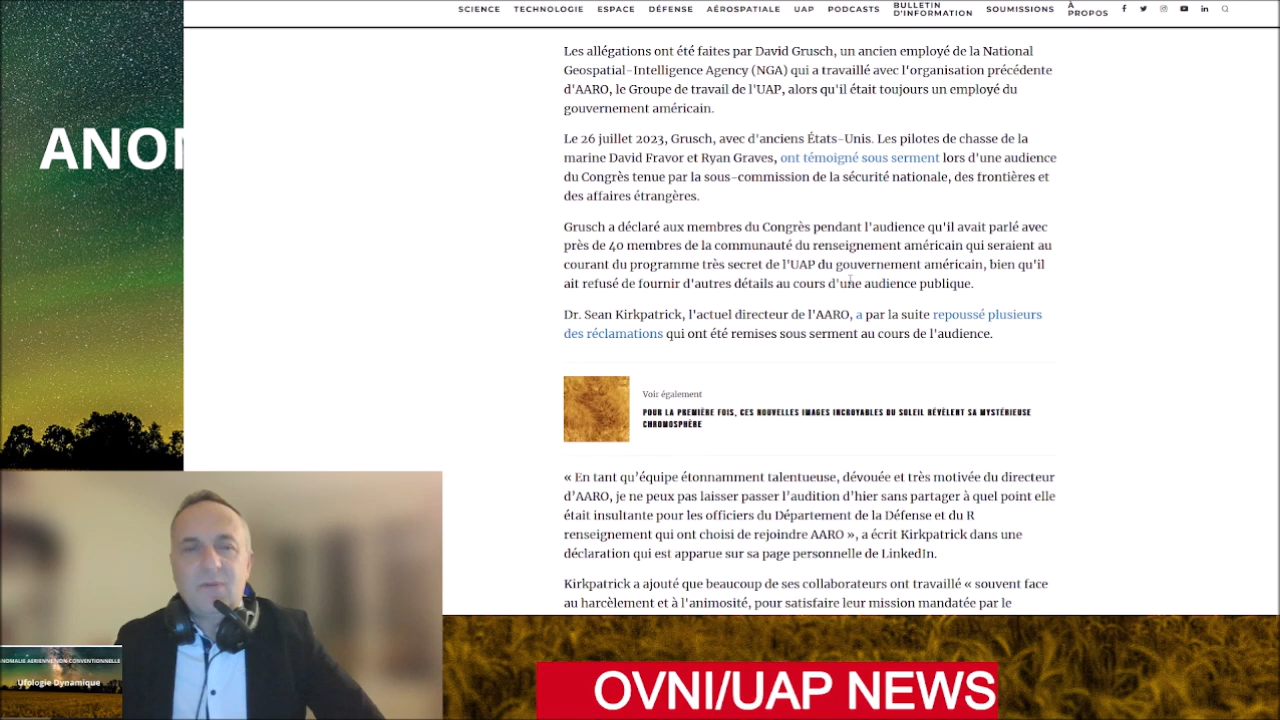 SCIENCE TECHNOLOGIE ESPACE DÉFENSE AÉROSPATIALE UAP PODCASTS BULLETIN D'INFORMATION SOUMISSIONS À PROPOS
ANOM
Les allégations ont été faites par David Grusch, un ancien employé de la National
Geospatial-Intelligence Agency (NGA) qui a travaillé avec l'organisation précédente
d'AARO, le Groupe de travail de l'UAP, alors qu'il était toujours un employé du
gouvernement américain.
Le 26 juillet 2023, Grusch, avec d'anciens États-Unis. Les pilotes de chasse de la
marine David Fravor et Ryan Graves, ont témoigné sous serment lors d'une audience
du Congrès tenue par la sous-commission de la sécurité nationale, des frontières et
des affaires étrangères.
Grusch a déclaré aux membres du Congrès pendant l'audience qu'il avait parlé avec
près de 40 membres de la communauté du renseignement américain qui seraient au
courant du programme très secret de l'UAP du gouvernement américain, bien qu'il
ait refusé de fournir d'autres détails au cours d'une audience publique.
Dr. Sean Kirkpatrick, l'actuel directeur de l'AARO, a par la suite repoussé plusieurs
des réclamations qui ont été remises sous serment au cours de l'audience.
Voir également
POUR LA PREMIÈRE FOIS, CES NOUVELLES IMAGES INCROYABLES DU SOLEIL RÉVÈLENT SA MYSTÉRIEUSE
CHROMOSPHÈRE
« En tant qu'équipe étonnamment talentueuse, dévouée et très motivée du directeur
d'AARO, je ne peux pas laisser passer l'audition d'hier sans partager à quel point elle
était insultante pour les officiers du Département de la Défense et du R
renseignement qui ont choisi de rejoindre AARO », a écrit Kirkpatrick dans une
déclaration qui est apparue sur sa page personnelle de LinkedIn.
Kirkpatrick a ajouté que beaucoup de ses collaborateurs ont travaillé « souvent face
au harcèlement et à l'animosité, pour satisfaire leur mission mandatée par le
NOMALIE AERIENNE NON-CONVENTIONNELLE
Ufologie Dynamique
OVNI/UAP NEWS